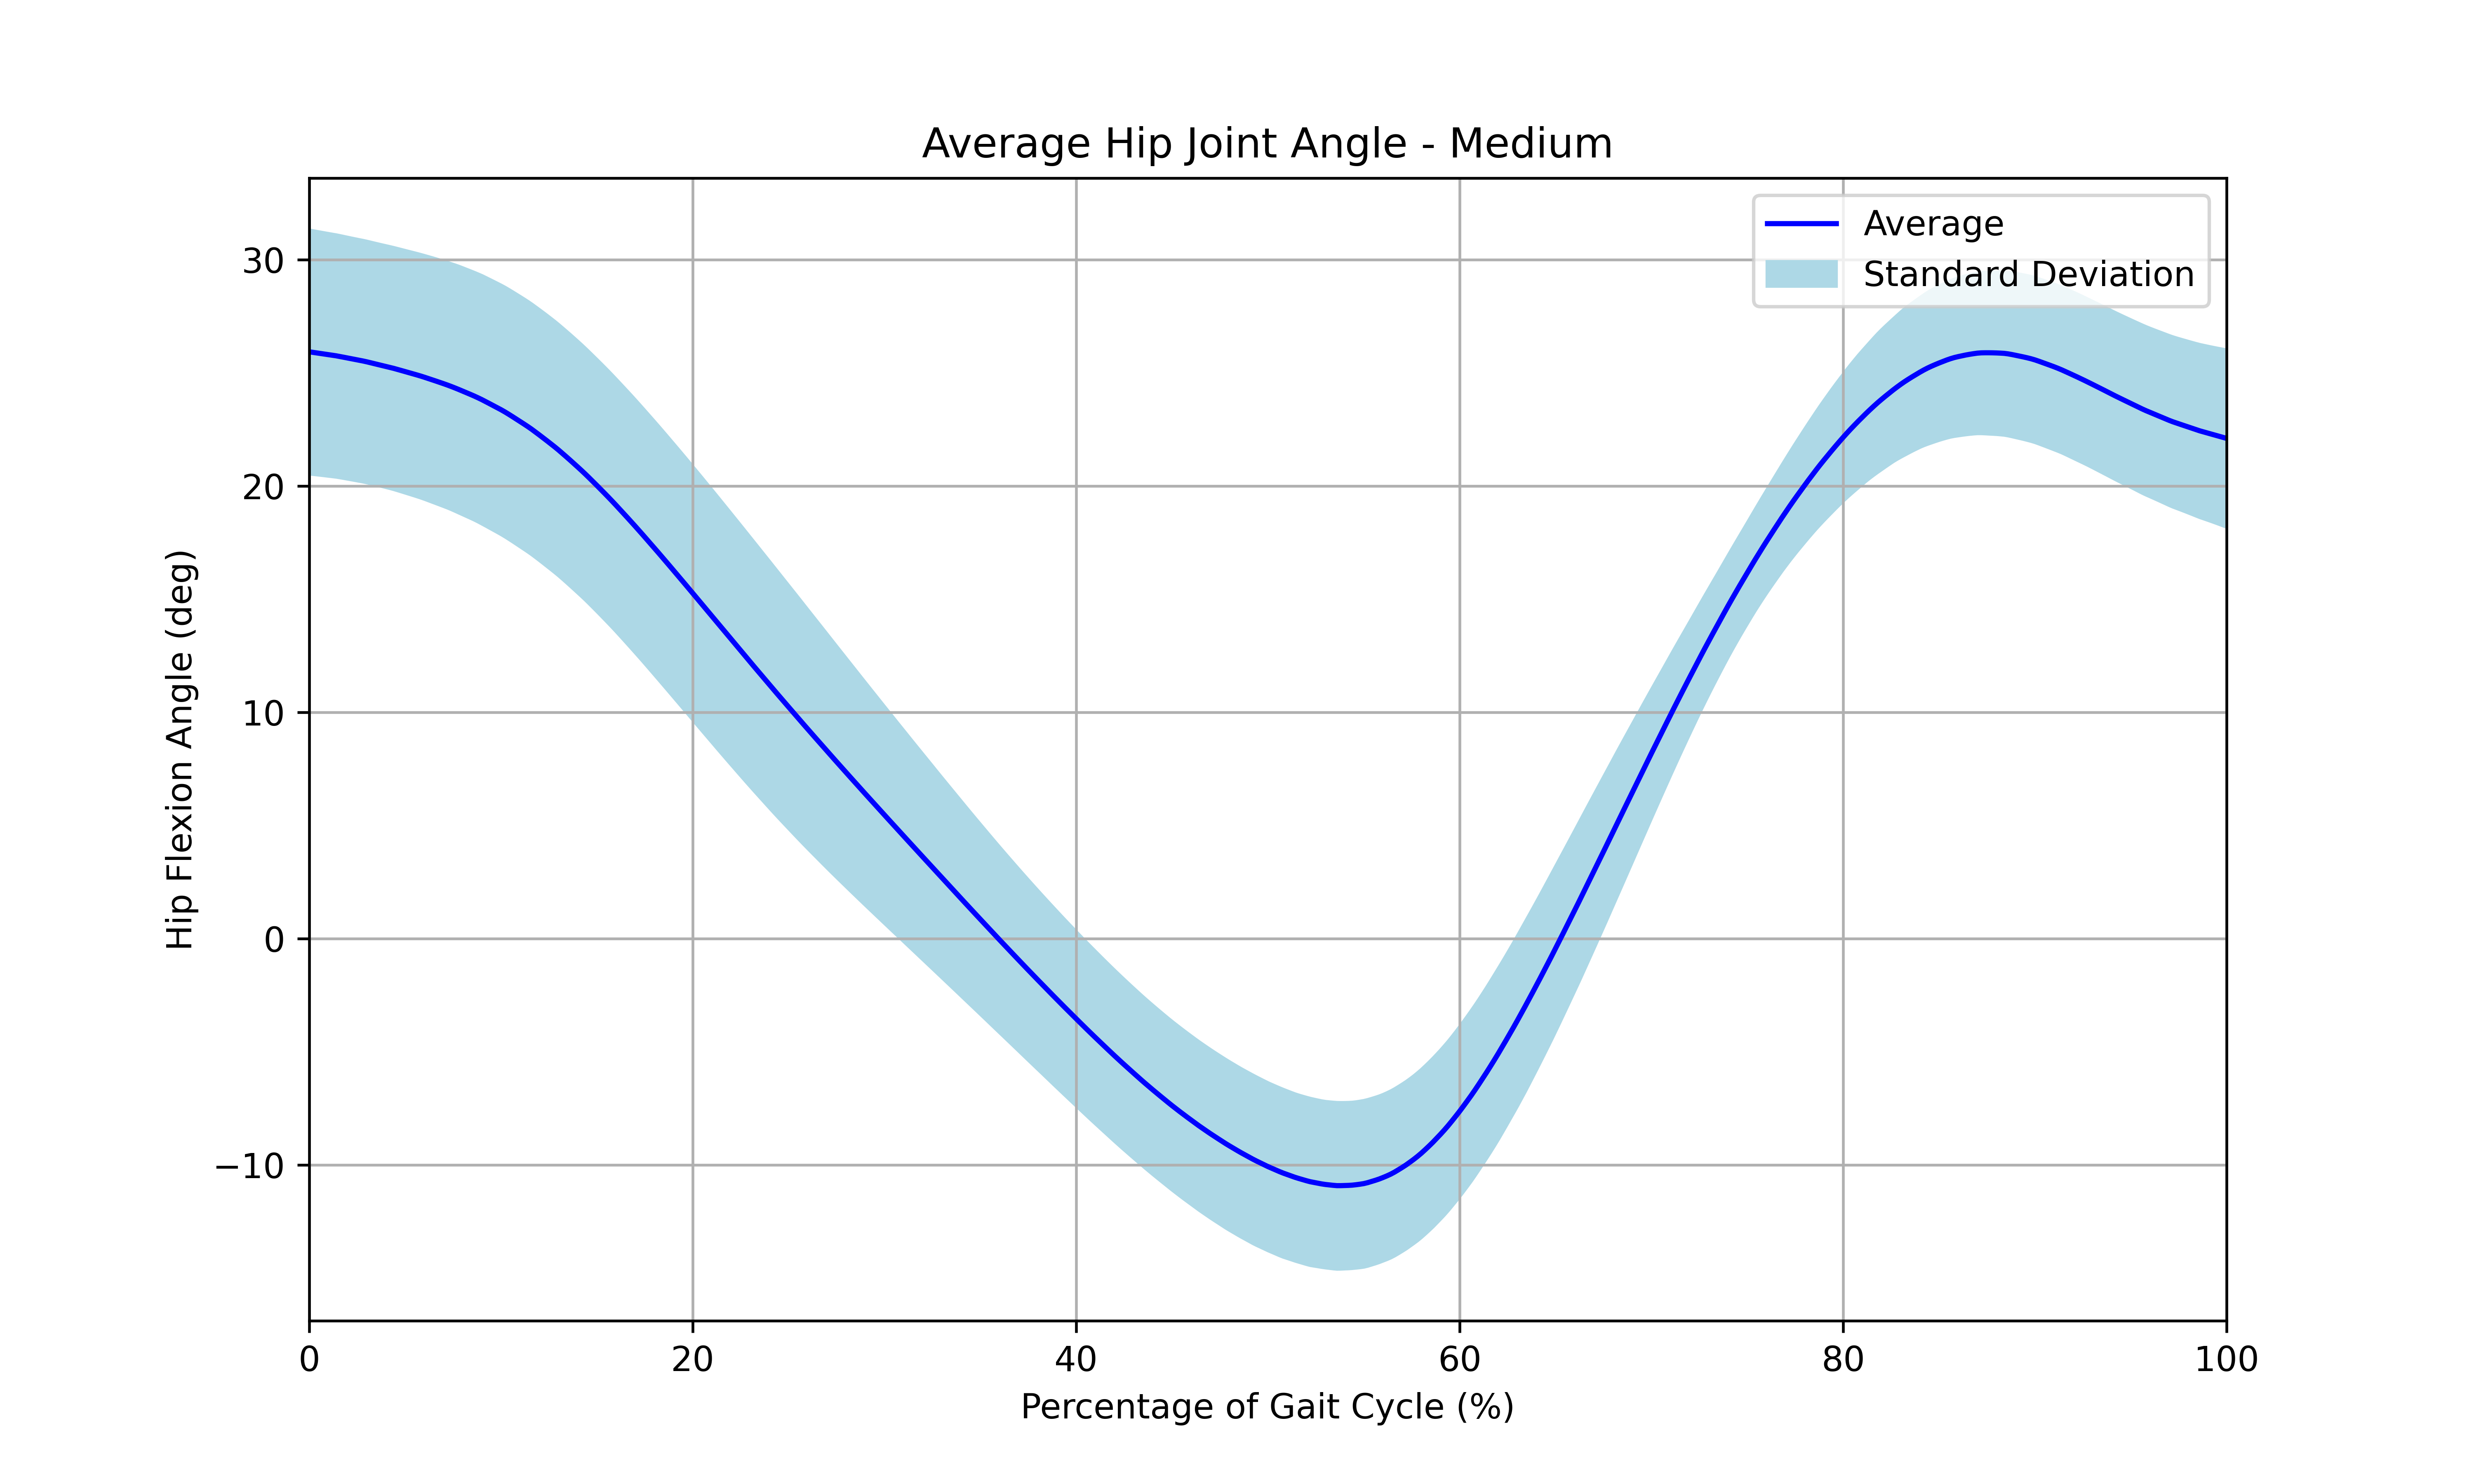 Average Hip Joint Angle - Medium
Average
Standard Deviation
30
20
10
0
−10
Hip Flexion Angle (deg)
0 20 40 60 80 100
Percentage of Gait Cycle (%)